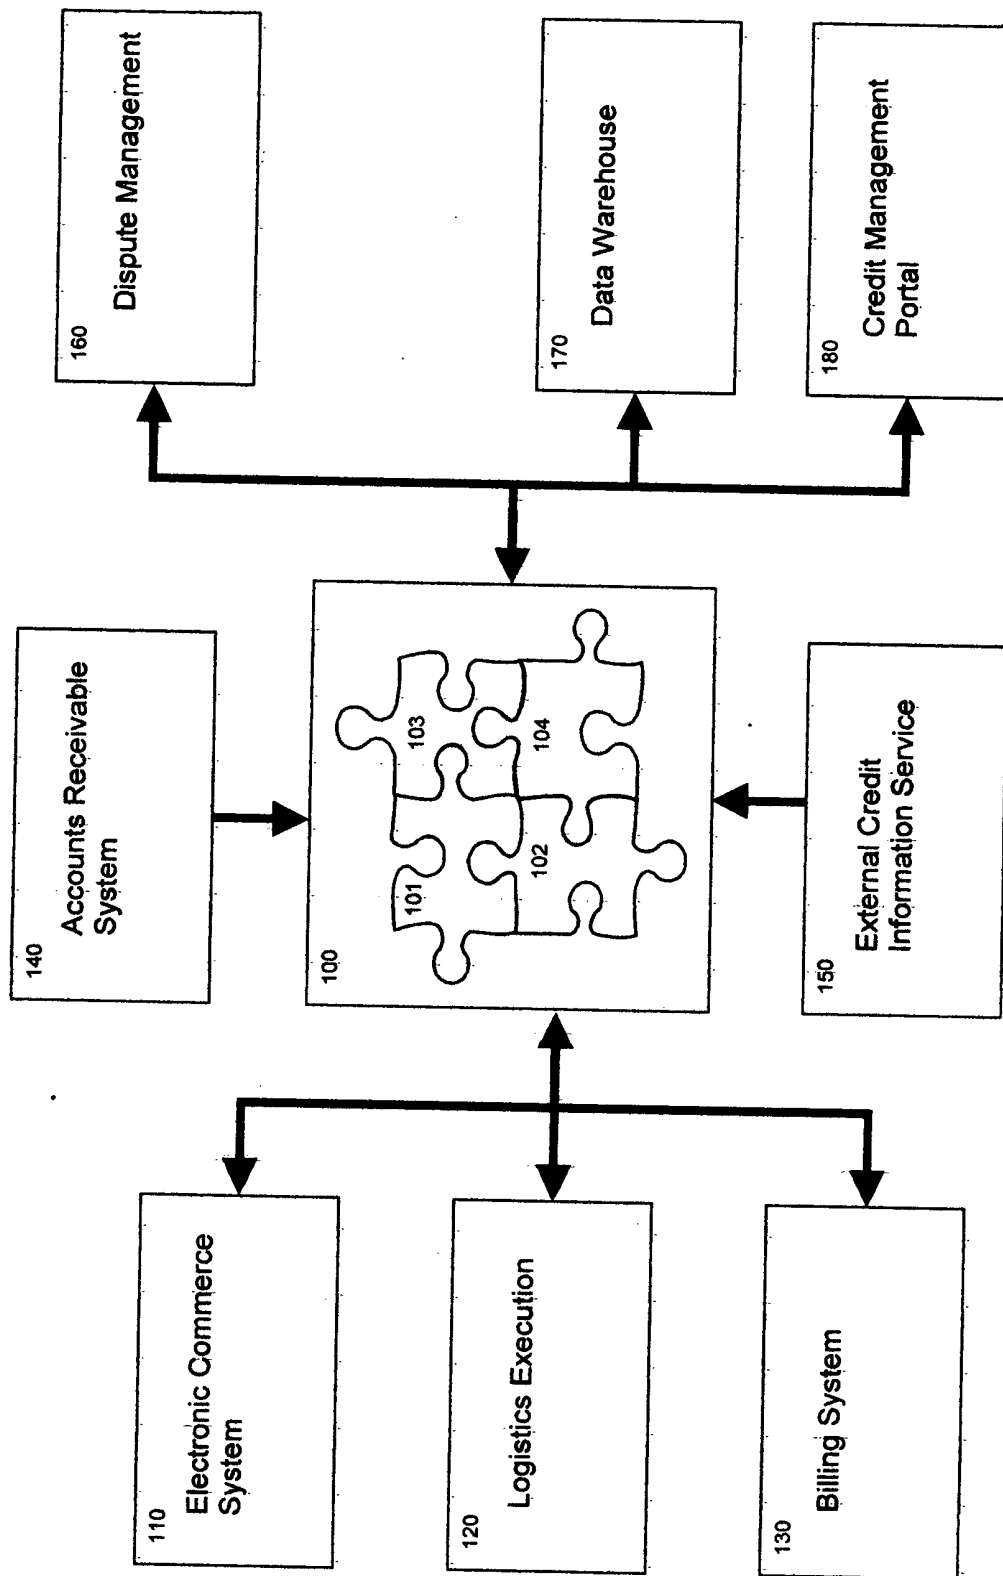 110
Electronic Commerce
System
120
Logistics Execution
130
Billing System
140
Accounts Receivable
System
100
101
103
102
104
150
External Credit
Information Service
160
Dispute Management
170
Data Warehouse
180
Credit Management
Portal